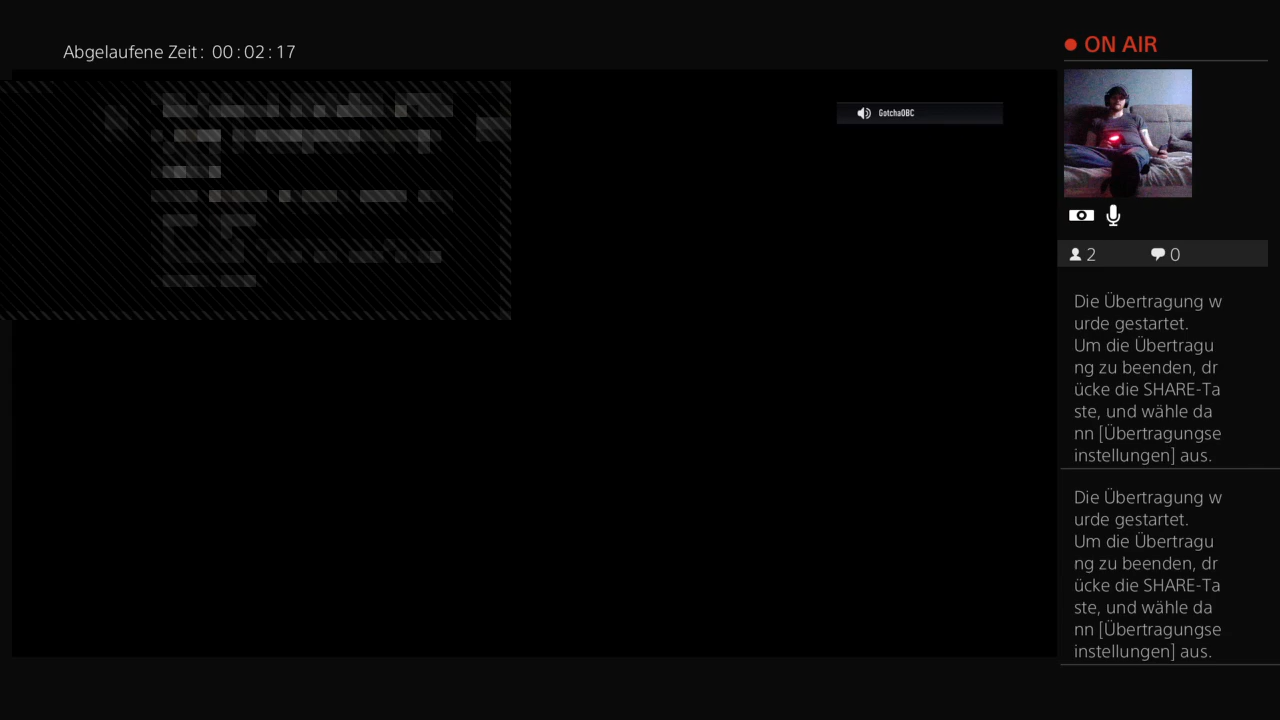 Abgelaufene Zeit: 00:02:17
ON AIR
GotchaOBC
2 0
Die Übertragung w
urde gestartet.
Um die Übertragu
ng zu beenden, dr
ücke die SHARE-Ta
ste, und wähle da
nn [Übertragungse
instellungen] aus.
Die Übertragung w
urde gestartet.
Um die Übertragu
ng zu beenden, dr
ücke die SHARE-Ta
ste, und wähle da
nn [Übertragungse
instellungen] aus.